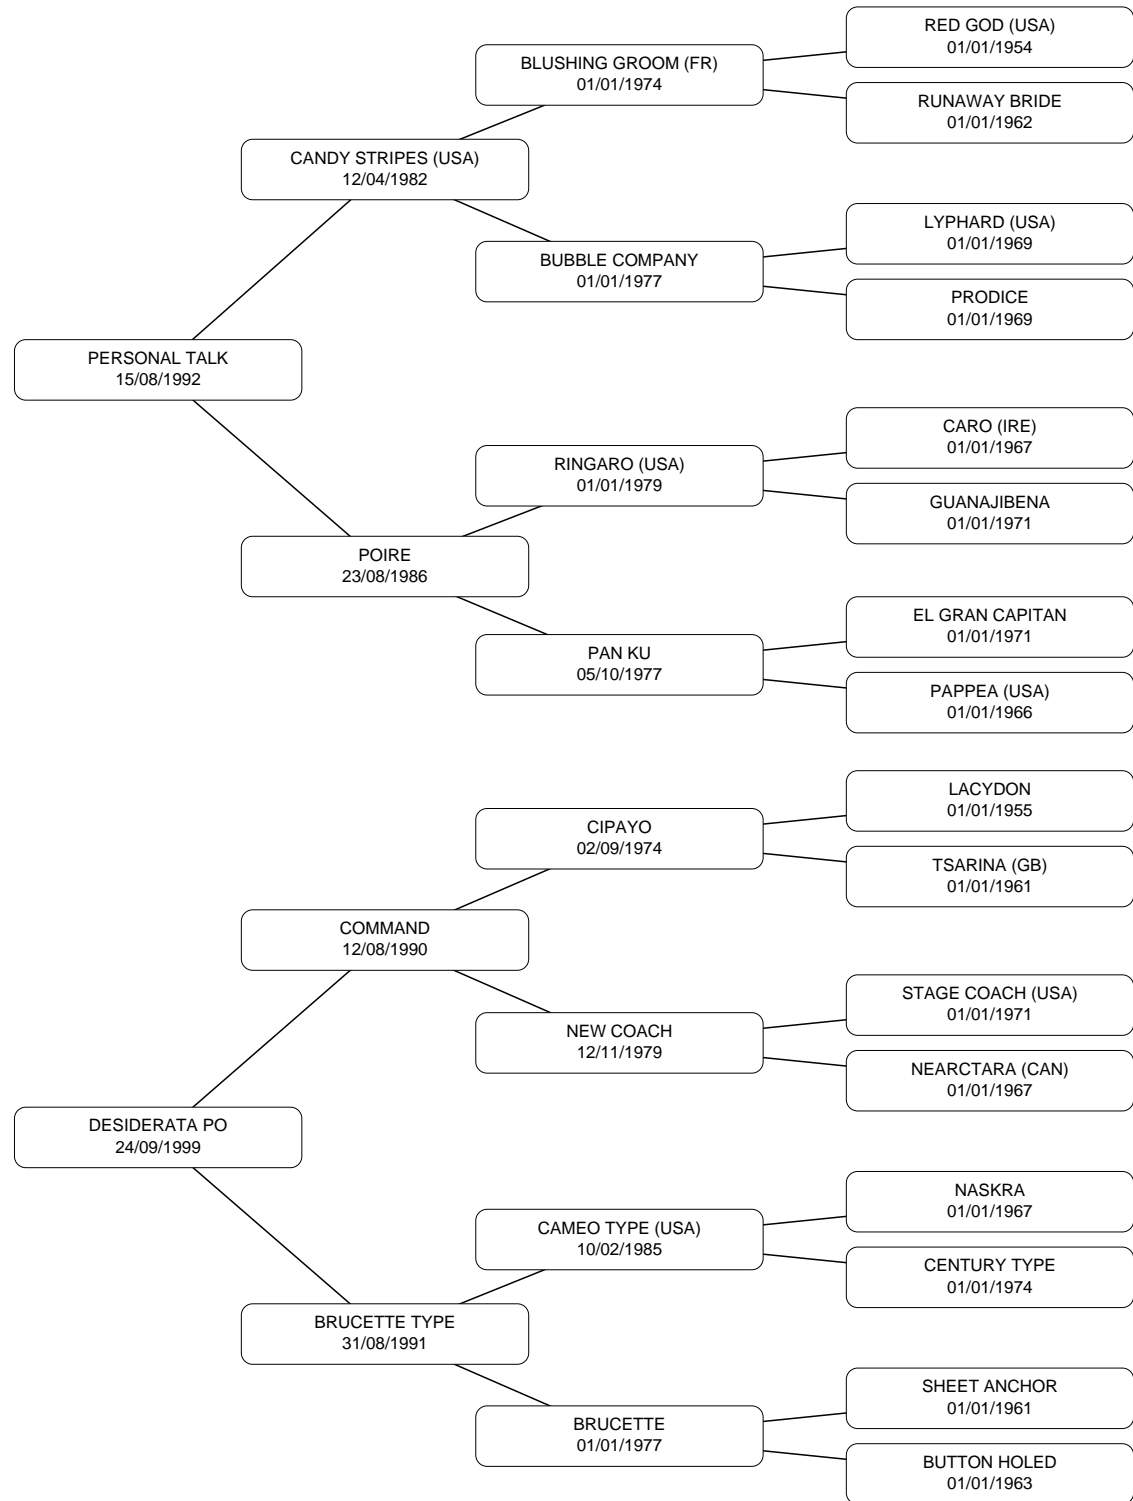 RED GOD (USA)
01/01/1954
BLUSHING GROOM (FR)
01/01/1974
RUNAWAY BRIDE
01/01/1962
CANDY STRIPES (USA)
12/04/1982
LYPHARD (USA)
01/01/1969
BUBBLE COMPANY
01/01/1977
PRODICE
01/01/1969
PERSONAL TALK
15/08/1992
CARO (IRE)
01/01/1967
RINGARO (USA)
01/01/1979
GUANAJIBENA
01/01/1971
POIRE
23/08/1986
EL GRAN CAPITAN
01/01/1971
PAN KU
05/10/1977
PAPPEA (USA)
01/01/1966
LACYDON
01/01/1955
CIPAYO
02/09/1974
TSARINA (GB)
01/01/1961
COMMAND
12/08/1990
STAGE COACH (USA)
01/01/1971
NEW COACH
12/11/1979
NEARCTARA (CAN)
01/01/1967
DESIDERATA PO
24/09/1999
NASKRA
01/01/1967
CAMEO TYPE (USA)
10/02/1985
CENTURY TYPE
01/01/1974
BRUCETTE TYPE
31/08/1991
SHEET ANCHOR
01/01/1961
BRUCETTE
01/01/1977
BUTTON HOLED
01/01/1963